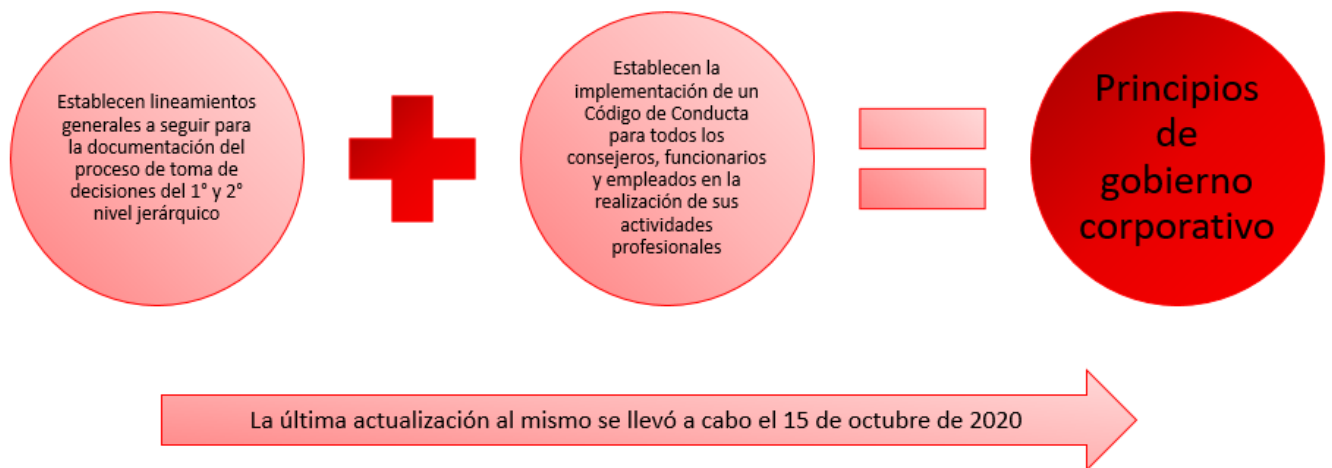 Establecen lineamientos
generales a seguir para
la documentación del
proceso de toma de
decisiones del 1° y 2°
nivel jerárquico
Establecen la
implementación de un
Código de Conducta
para todos los
consejeros, funcionarios
y empleados en la
realización de sus
actividades
profesionales
Principios
de
gobierno
corporativo
La última actualización al mismo se llevó a cabo el 15 de octubre de 2020